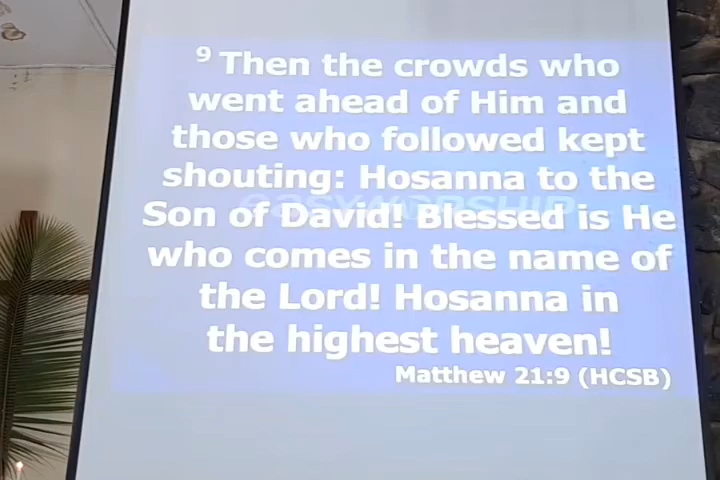 9 Then the crowds who
went ahead of Him and
those who followed kept
shouting: Hosanna to the
Son of David! Blessed is He
who comes in the name of
the Lord! Hosanna in
the highest heaven!
Matthew 21:9 (HCSB)
easyWORSHIP